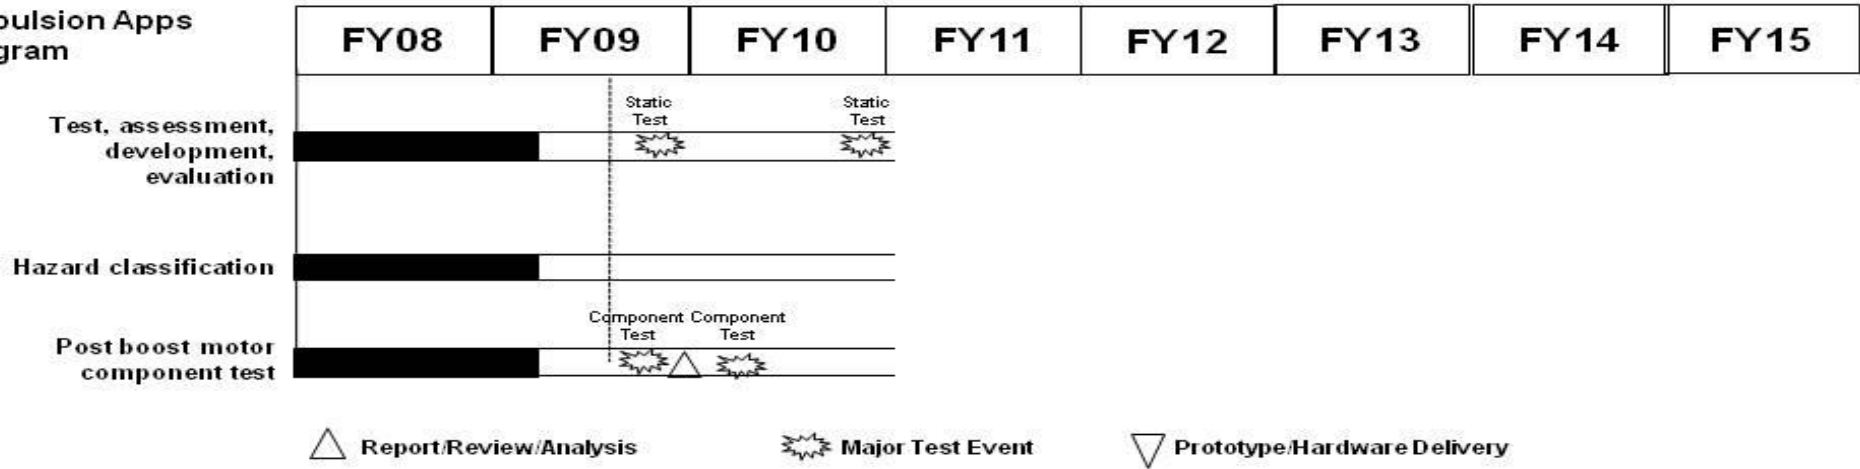 pulsion Apps
gram
FY08 FY09 FY10 FY11 FY12 FY13 FY14 FY15
Static Static
Test Test
Test, assessment,
development,
evaluation
Hazard classification
Component Component
Test Test
Post boost motor
component test
Report/Review/Analysis Major Test Event Prototype/Hardware Delivery